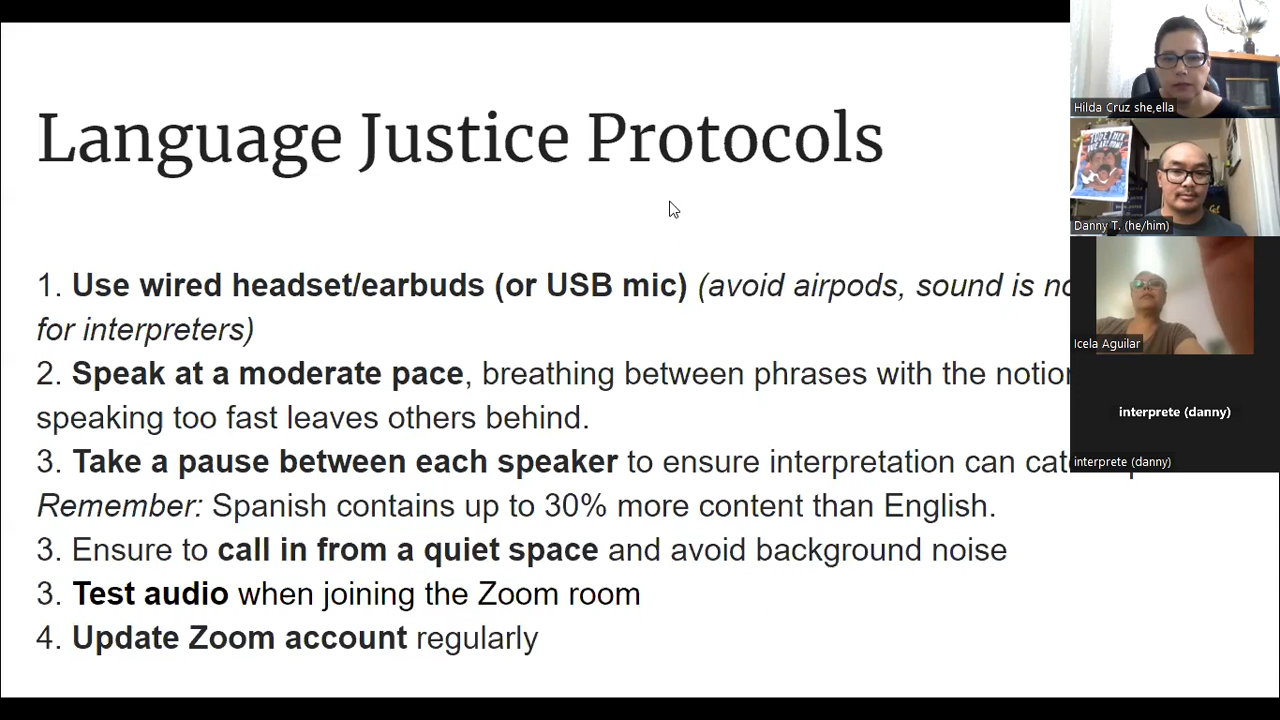 Language Justice Protocols
1. Use wired headset/earbuds (or USB mic) (avoid airpods, sound is
for interpreters)
2. Speak at a moderate pace, breathing between phrases with the
speaking too fast leaves others behind.
3. Take a pause between each speaker to ensure interpretation can
Remember: Spanish contains up to 30% more content than English.
3. Ensure to call in from a quiet space and avoid background noise
3. Test audio when joining the Zoom room
4. Update Zoom account regularly
Hilda Cruz she,ella
WE ARE HOME
Danny T. (he/him)
Icela Aguilar
interprete (danny)
interprete (danny)